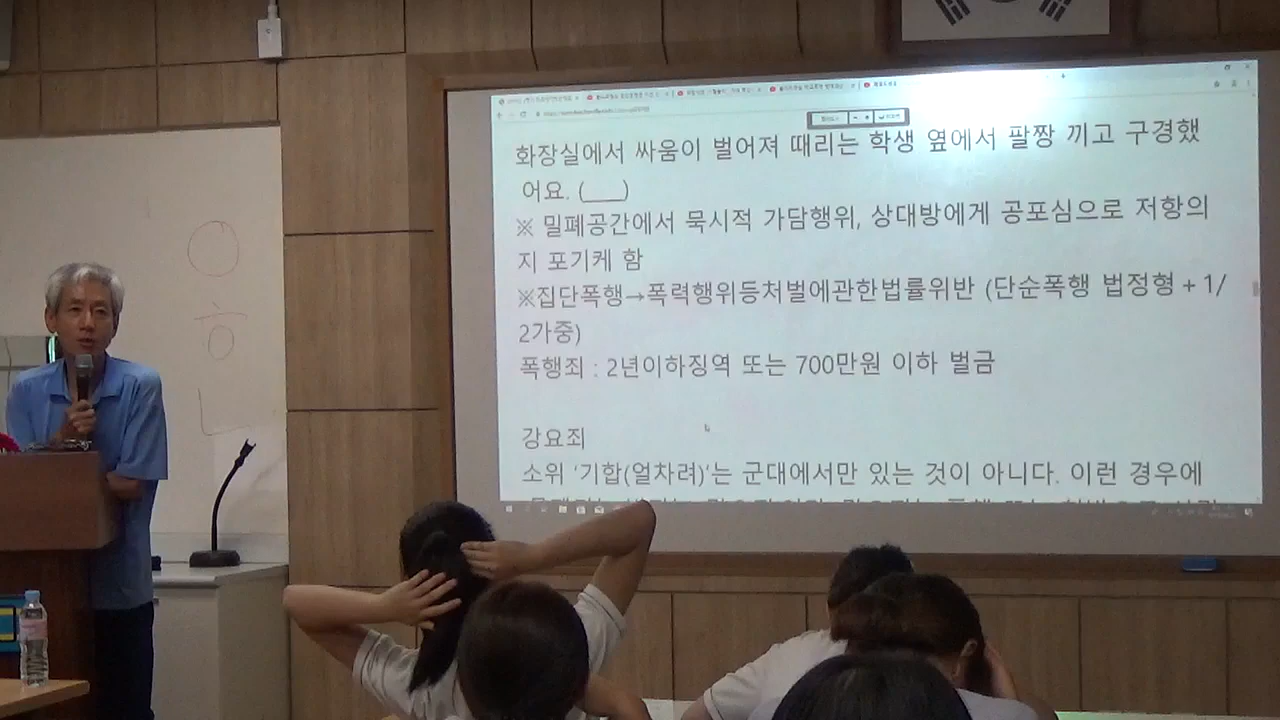 화장실에서 싸움이 벌어져 때리는 학생 옆에서 팔짱 끼고 구경했
어요. (___)
※ 밀폐공간에서 묵시적 가담행위, 상대방에게 공포심으로 저항의
지 포기케 함
※집단폭행→폭력행위등처벌에관한법률위반 (단순폭행 법정형 + 1/
2가중)
폭행죄 : 2년이하징역 또는 700만원 이하 벌금
강요죄
소위 '기합(얼차려)'는 군대에서만 있는 것이 아니다. 이런 경우에